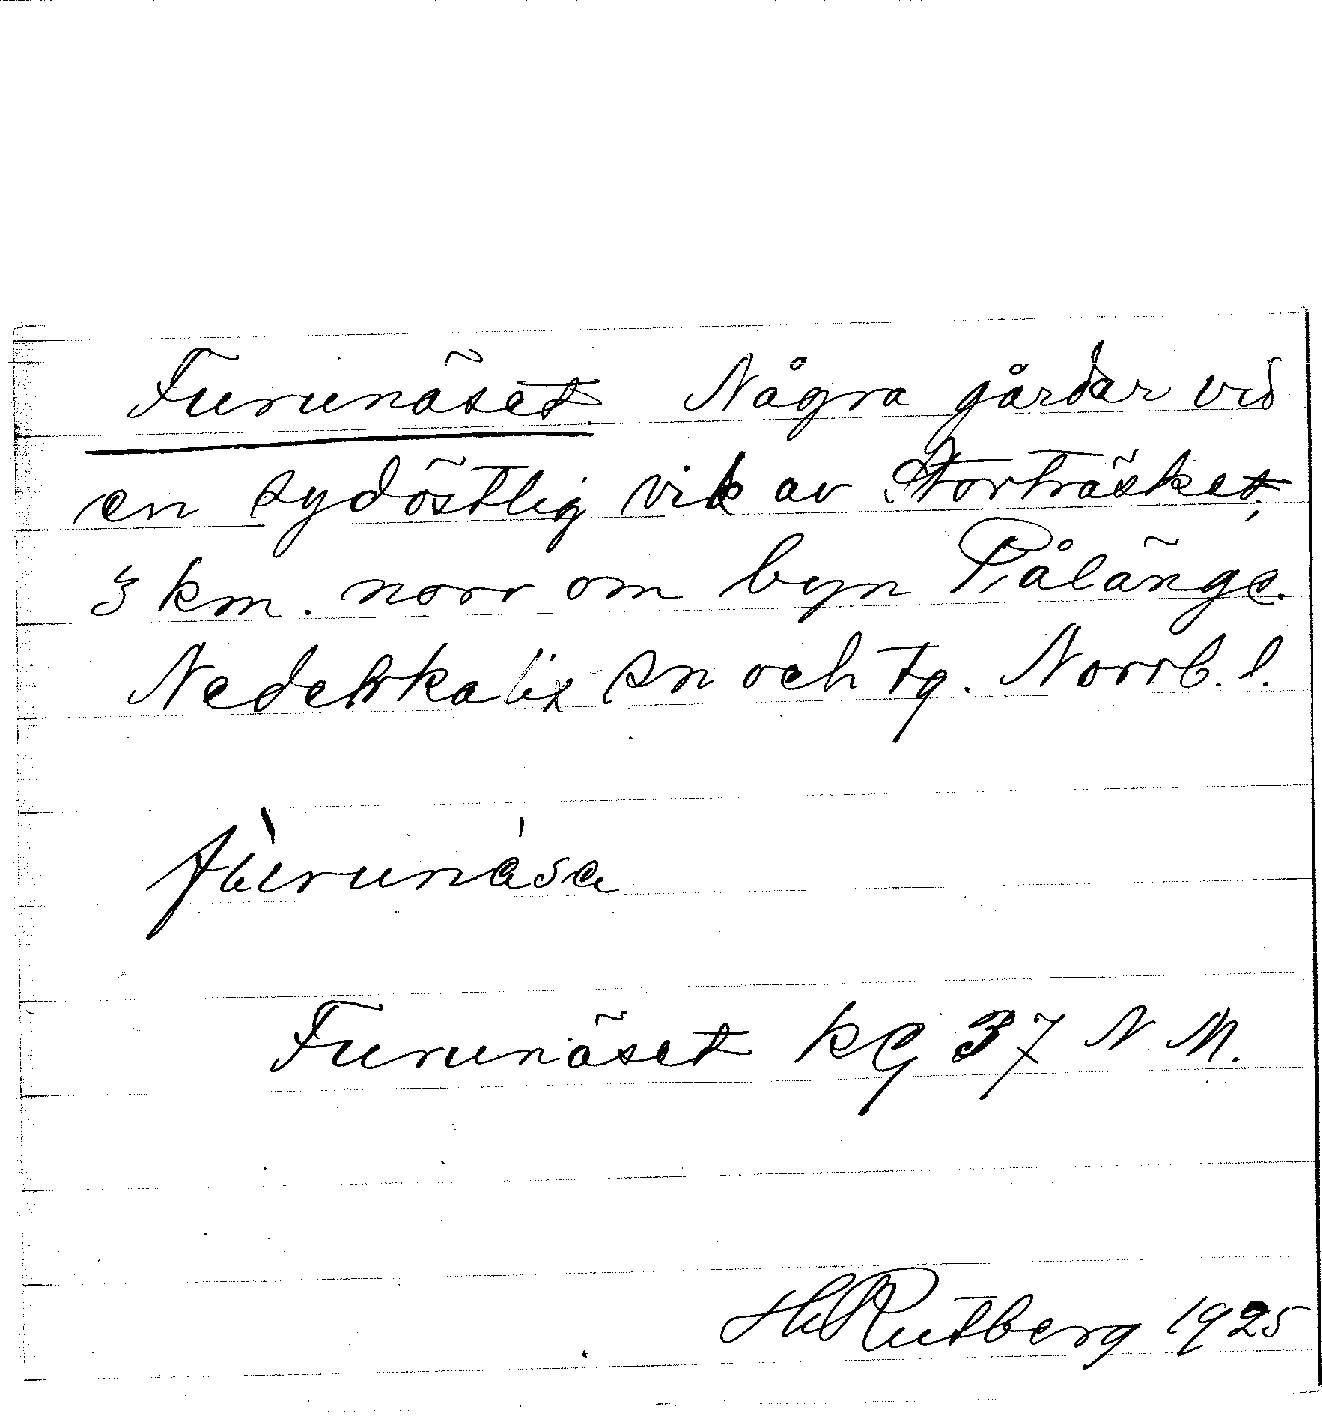 Furunäset. Några gårdar vid
en sydöstlig vik av Storträsket,
3 km. norr om byn Pålänge.
Nederkalix sn och tg. Norrb. l.
Furunäset KG 37 N M.
H Rutberg 1925